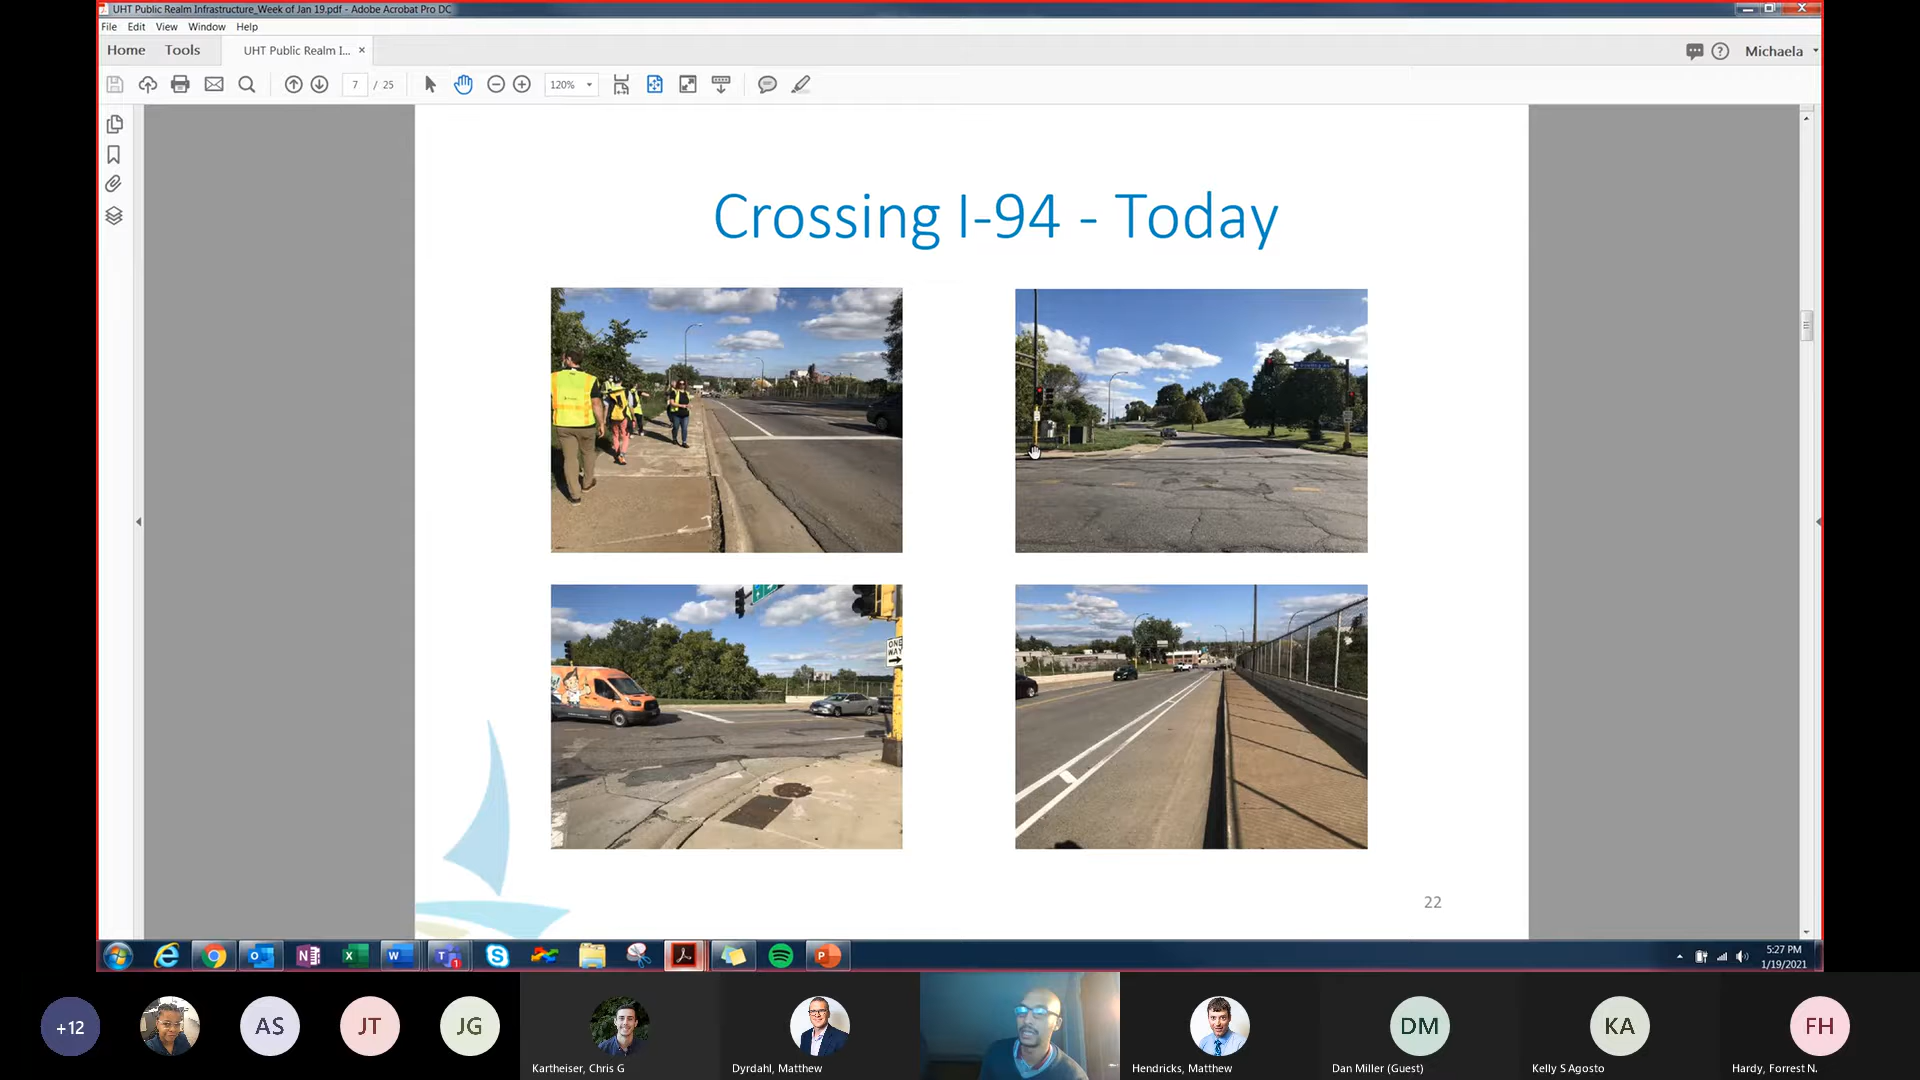 UHT Public Realm Infrastructure_Week of Jan 19.pdf - Adobe Acrobat Pro DC
File Edit View Window Help
Home Tools UHT Public Realm I... ×
Michaela
7 / 25 120%
Crossing I-94 - Today
ONE
WAY
22
5:27 PM
1/19/2021
+12 AS JT JG DM KA FH
Kartheiser, Chris G Dyrdahl, Matthew Hendricks, Matthew Dan Miller (Guest) Kelly S Agosto Hardy, Forrest N.